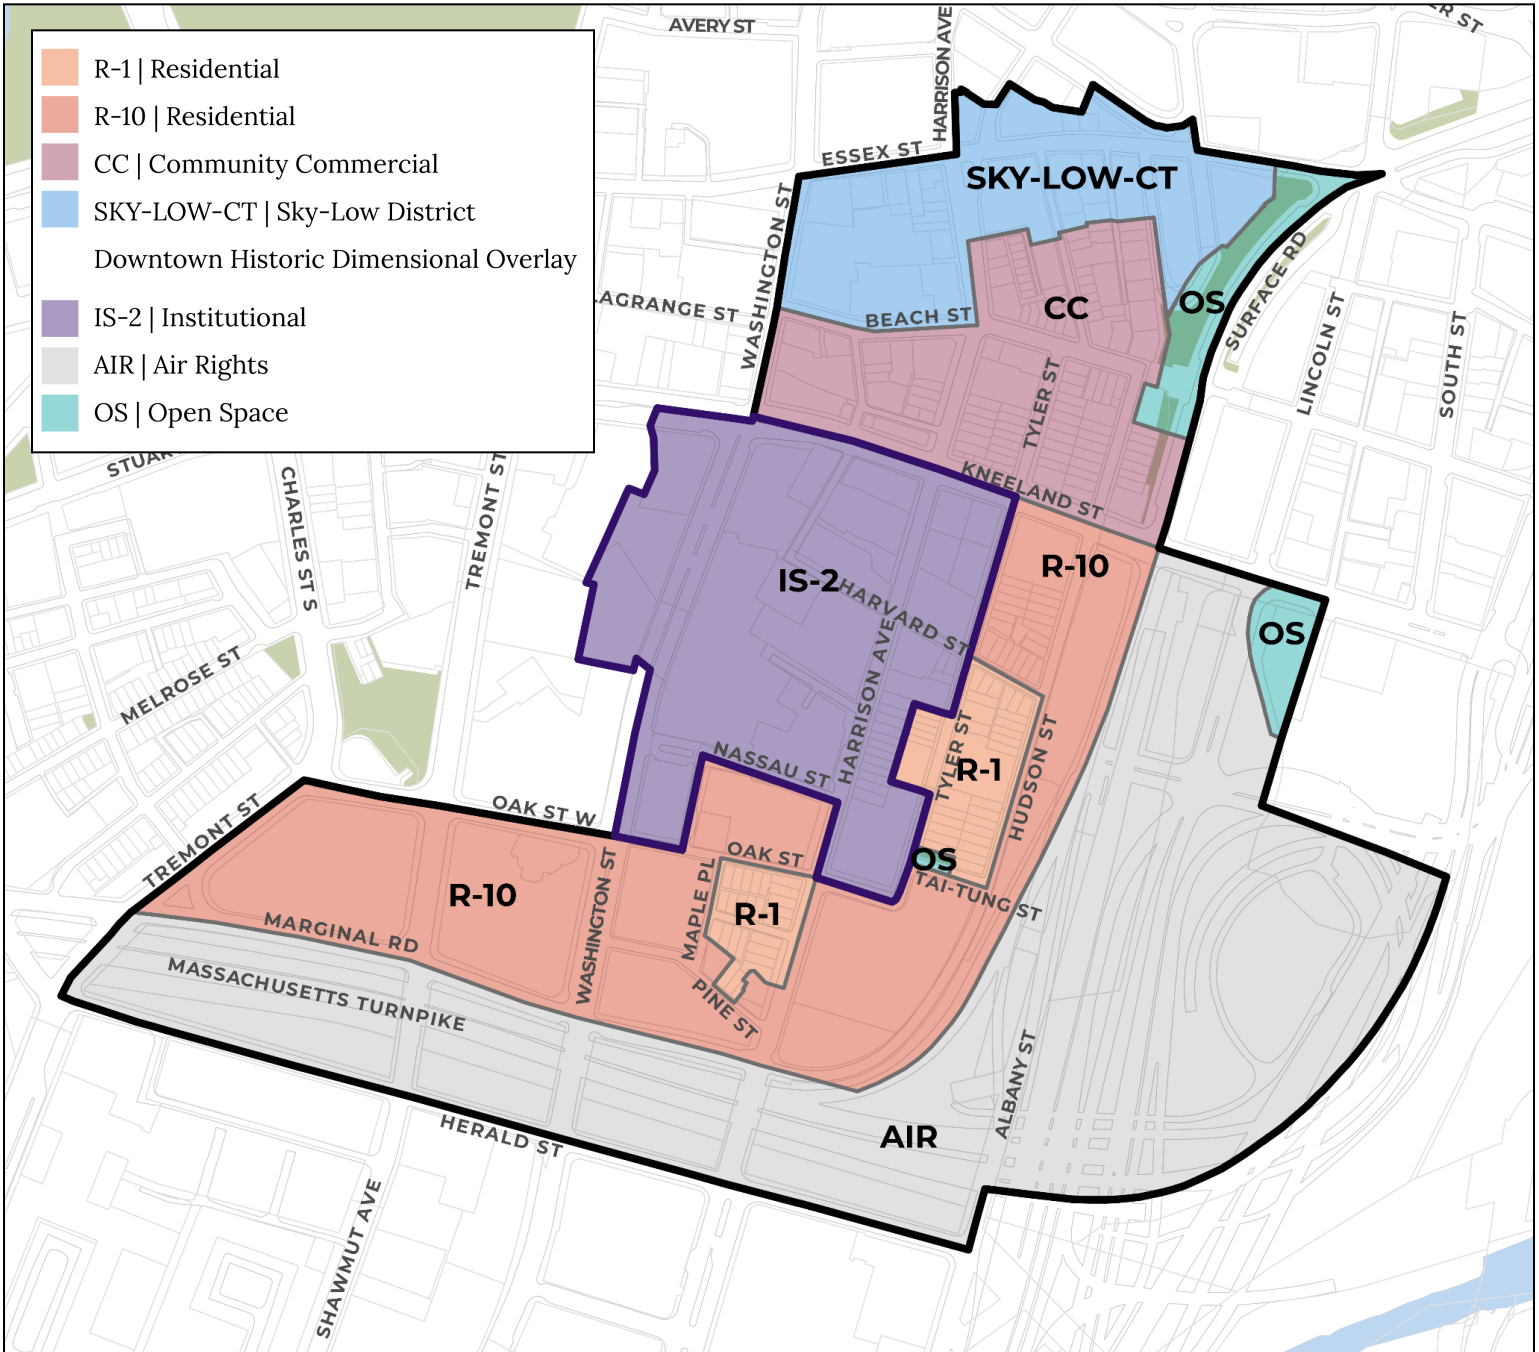 R-1 | Residential
R-10 | Residential
CC | Community Commercial
SKY-LOW-CT | Sky-Low District
Downtown Historic Dimensional Overlay
IS-2 | Institutional
AIR | Air Rights
OS | Open Space
AVERY ST
HARRISON AVE
ESSEX ST
SKY-LOW-CT
WASHINGTON ST
LAGRANGE ST
BEACH ST
CC
OS
SURFACE RD
LINCOLN ST
SOUTH ST
TYLER ST
KNEELAND ST
CHARLES ST S
TREMONT ST
IS-2
HARVARD ST
R-10
OS
MELROSE ST
HARRISON AVE
NASSAU ST
TYLER ST
R-1
HUDSON ST
TREMONT ST
OAK ST W
OAK ST
OS
TAI-TUNG ST
R-10
WASHINGTON ST
MAPLE PL
R-1
MARGINAL RD
MASSACHUSETTS TURNPIKE
PINE ST
ALBANY ST
AIR
HERALD ST
SHAWMUT AVE